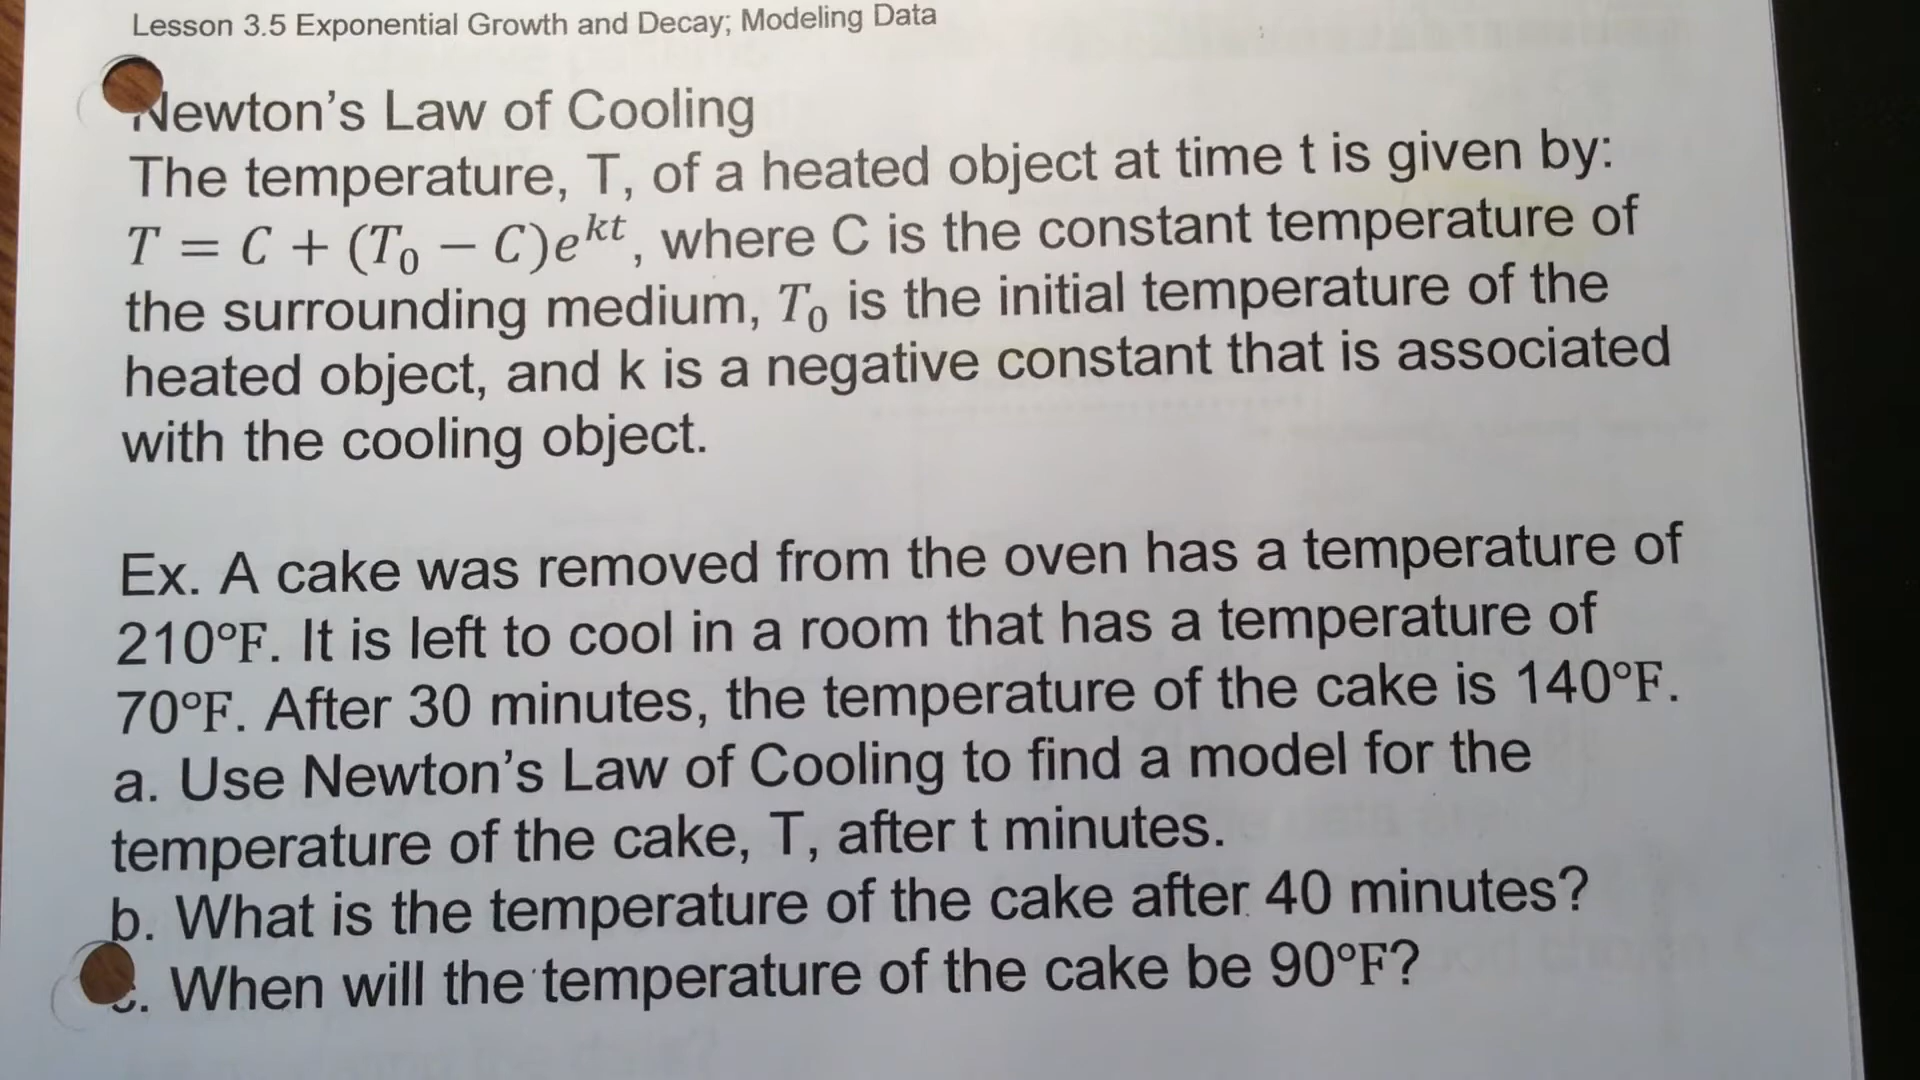 Lesson 3.5 Exponential Growth and Decay; Modeling Data
Newton's Law of Cooling
The temperature, T, of a heated object at time t is given by:
T = C + (T₀ − C)eᵏᵗ, where C is the constant temperature of
the surrounding medium, T₀ is the initial temperature of the
heated object, and k is a negative constant that is associated
with the cooling object.
Ex. A cake was removed from the oven has a temperature of
210°F. It is left to cool in a room that has a temperature of
70°F. After 30 minutes, the temperature of the cake is 140°F.
a. Use Newton's Law of Cooling to find a model for the
temperature of the cake, T, after t minutes.
b. What is the temperature of the cake after 40 minutes?
c. When will the temperature of the cake be 90°F?